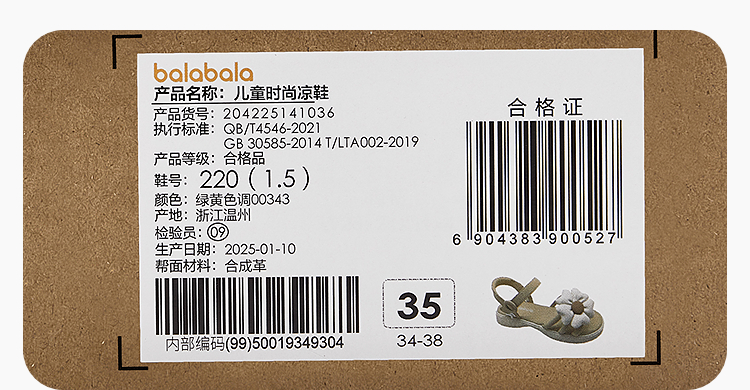 balabala
产品名称：儿童时尚凉鞋
产品货号：204225141036
执行标准：QB/T4546-2021
GB 30585-2014 T/LTA002-2019
产品等级：合格品
鞋号：220（1.5）
颜色：绿黄色调00343
产地：浙江温州
检验员：09
生产日期：2025-01-10
帮面材料：合成革
内部编码(99)50019349304
合格证
6 904383 900527
35
34-38